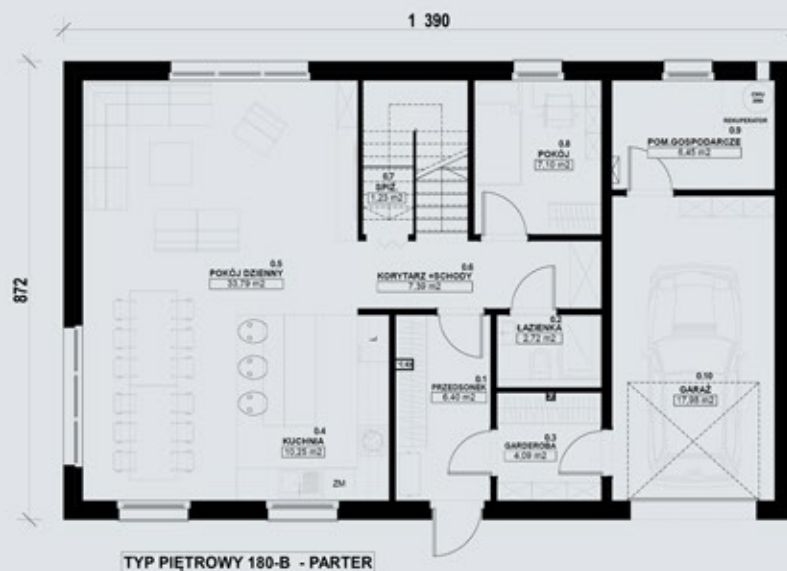 1 390
872
CWU
REKUPERATOR
0.9
POM.GOSPODARCZE
6.45 m2
0.8
POKÓJ
7.10 m2
0.7
SPIŻ.
1.23 m2
0.5
POKÓJ DZIENNY
33,79 m2
0.6
KORYTARZ +SCHODY
7.39 m2
0.2
ŁAZIENKA
2.72 m2
0.1
PRZEDSIONEK
6.40 m2
0.10
GARAŻ
17,98 m2
0.4
KUCHNIA
10,25 m2
0.3
GARDEROBA
4,09 m2
ZM
TYP PIĘTROWY 180-B - PARTER